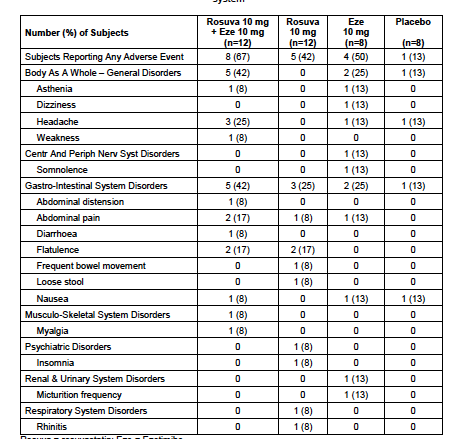 system
Number (%) of Subjects Rosuva 10 mg + Eze 10 mg (n=12) Rosuva 10 mg (n=12) Eze 10 mg (n=8) Placebo (n=8)
Subjects Reporting Any Adverse Event 8 (67) 5 (42) 4 (50) 1 (13)
Body As A Whole – General Disorders 5 (42) 0 2 (25) 1 (13)
Asthenia 1 (8) 0 1 (13) 0
Dizziness 0 0 1 (13) 0
Headache 3 (25) 0 1 (13) 1 (13)
Weakness 1 (8) 0 0 0
Centr And Periph Nerv Syst Disorders 0 0 1 (13) 0
Somnolence 0 0 1 (13) 0
Gastro-Intestinal System Disorders 5 (42) 3 (25) 2 (25) 1 (13)
Abdominal distension 1 (8) 0 0 0
Abdominal pain 2 (17) 1 (8) 1 (13) 0
Diarrhoea 1 (8) 0 0 0
Flatulence 2 (17) 2 (17) 0 0
Frequent bowel movement 0 1 (8) 0 0
Loose stool 0 1 (8) 0 0
Nausea 1 (8) 0 1 (13) 1 (13)
Musculo-Skeletal System Disorders 1 (8) 0 0 0
Myalgia 1 (8) 0 0 0
Psychiatric Disorders 0 1 (8) 0 0
Insomnia 0 1 (8) 0 0
Renal & Urinary System Disorders 0 0 1 (13) 0
Micturition frequency 0 0 1 (13) 0
Respiratory System Disorders 0 1 (8) 0 0
Rhinitis 0 1 (8) 0 0